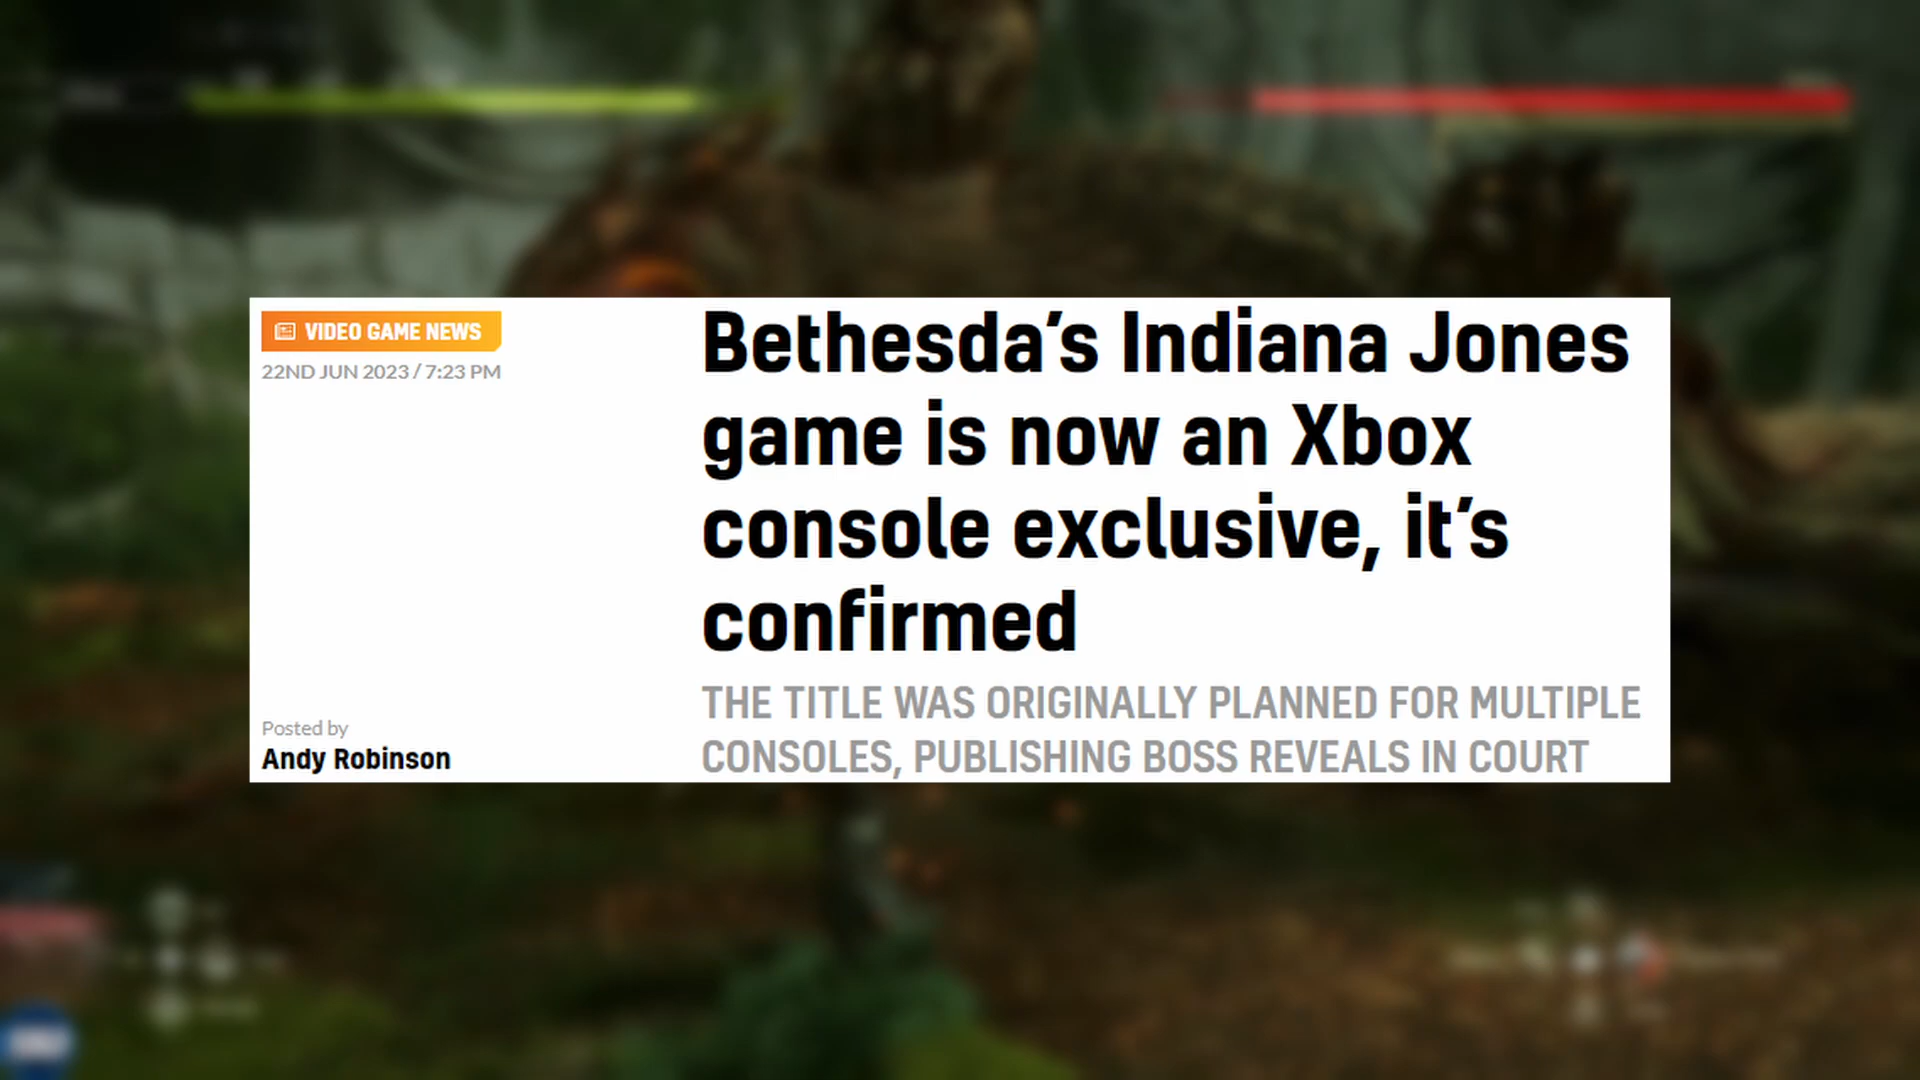 VIDEO GAME NEWS
22ND JUN 2023 / 7:23 PM
Bethesda’s Indiana Jones
game is now an Xbox
console exclusive, it’s
confirmed
THE TITLE WAS ORIGINALLY PLANNED FOR MULTIPLE
CONSOLES, PUBLISHING BOSS REVEALS IN COURT
Posted by
Andy Robinson